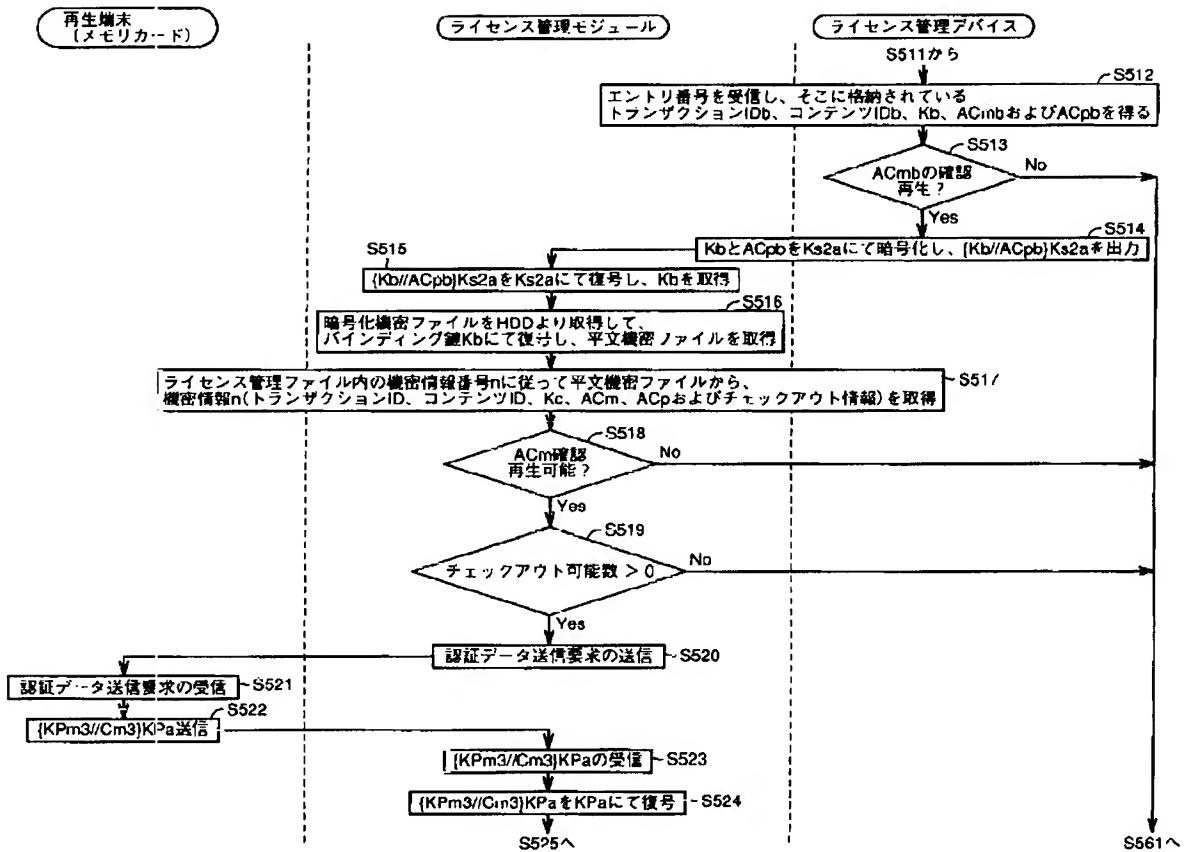 再生端末
(メモリカード)
ライセンス管理モジュール
ライセンス管理デバイス
S511から
S512
エントリ番号を受信し、そこに格納されている
トランザクションIDb、コンテンツIDb、Kb、ACmbおよびACpbを得る
S513
ACmbの確認
再生?
No
Yes
S514
KbとACpbをKs2aにて暗号化し、{Kb//ACpb}Ks2aを出力
S515
{Kb//ACpb}Ks2aをKs2aにて復号し、Kbを取得
S516
暗号化機密ファイルをHDDより取得して、
バインディング鍵Kbにて復号し、平文機密ファイルを取得
S517
ライセンス管理ファイル内の機密情報番号nに従って平文機密ファイルから、
機密情報n(トランザクションID、コンテンツID、Kc、ACm、ACpおよびチェックアウト情報)を取得
S518
ACm確認
再生可能?
No
Yes
S519
チェックアウト可能数 > 0
No
Yes
認証データ送信要求の送信
S520
認証データ送信要求の受信
S521
S522
{KPm3//Cm3}KPa送信
{KPm3//Cm3}KPaの受信
S523
{KPm3//Cm3}KPaをKPaにて復号
S524
S525へ
S561へ